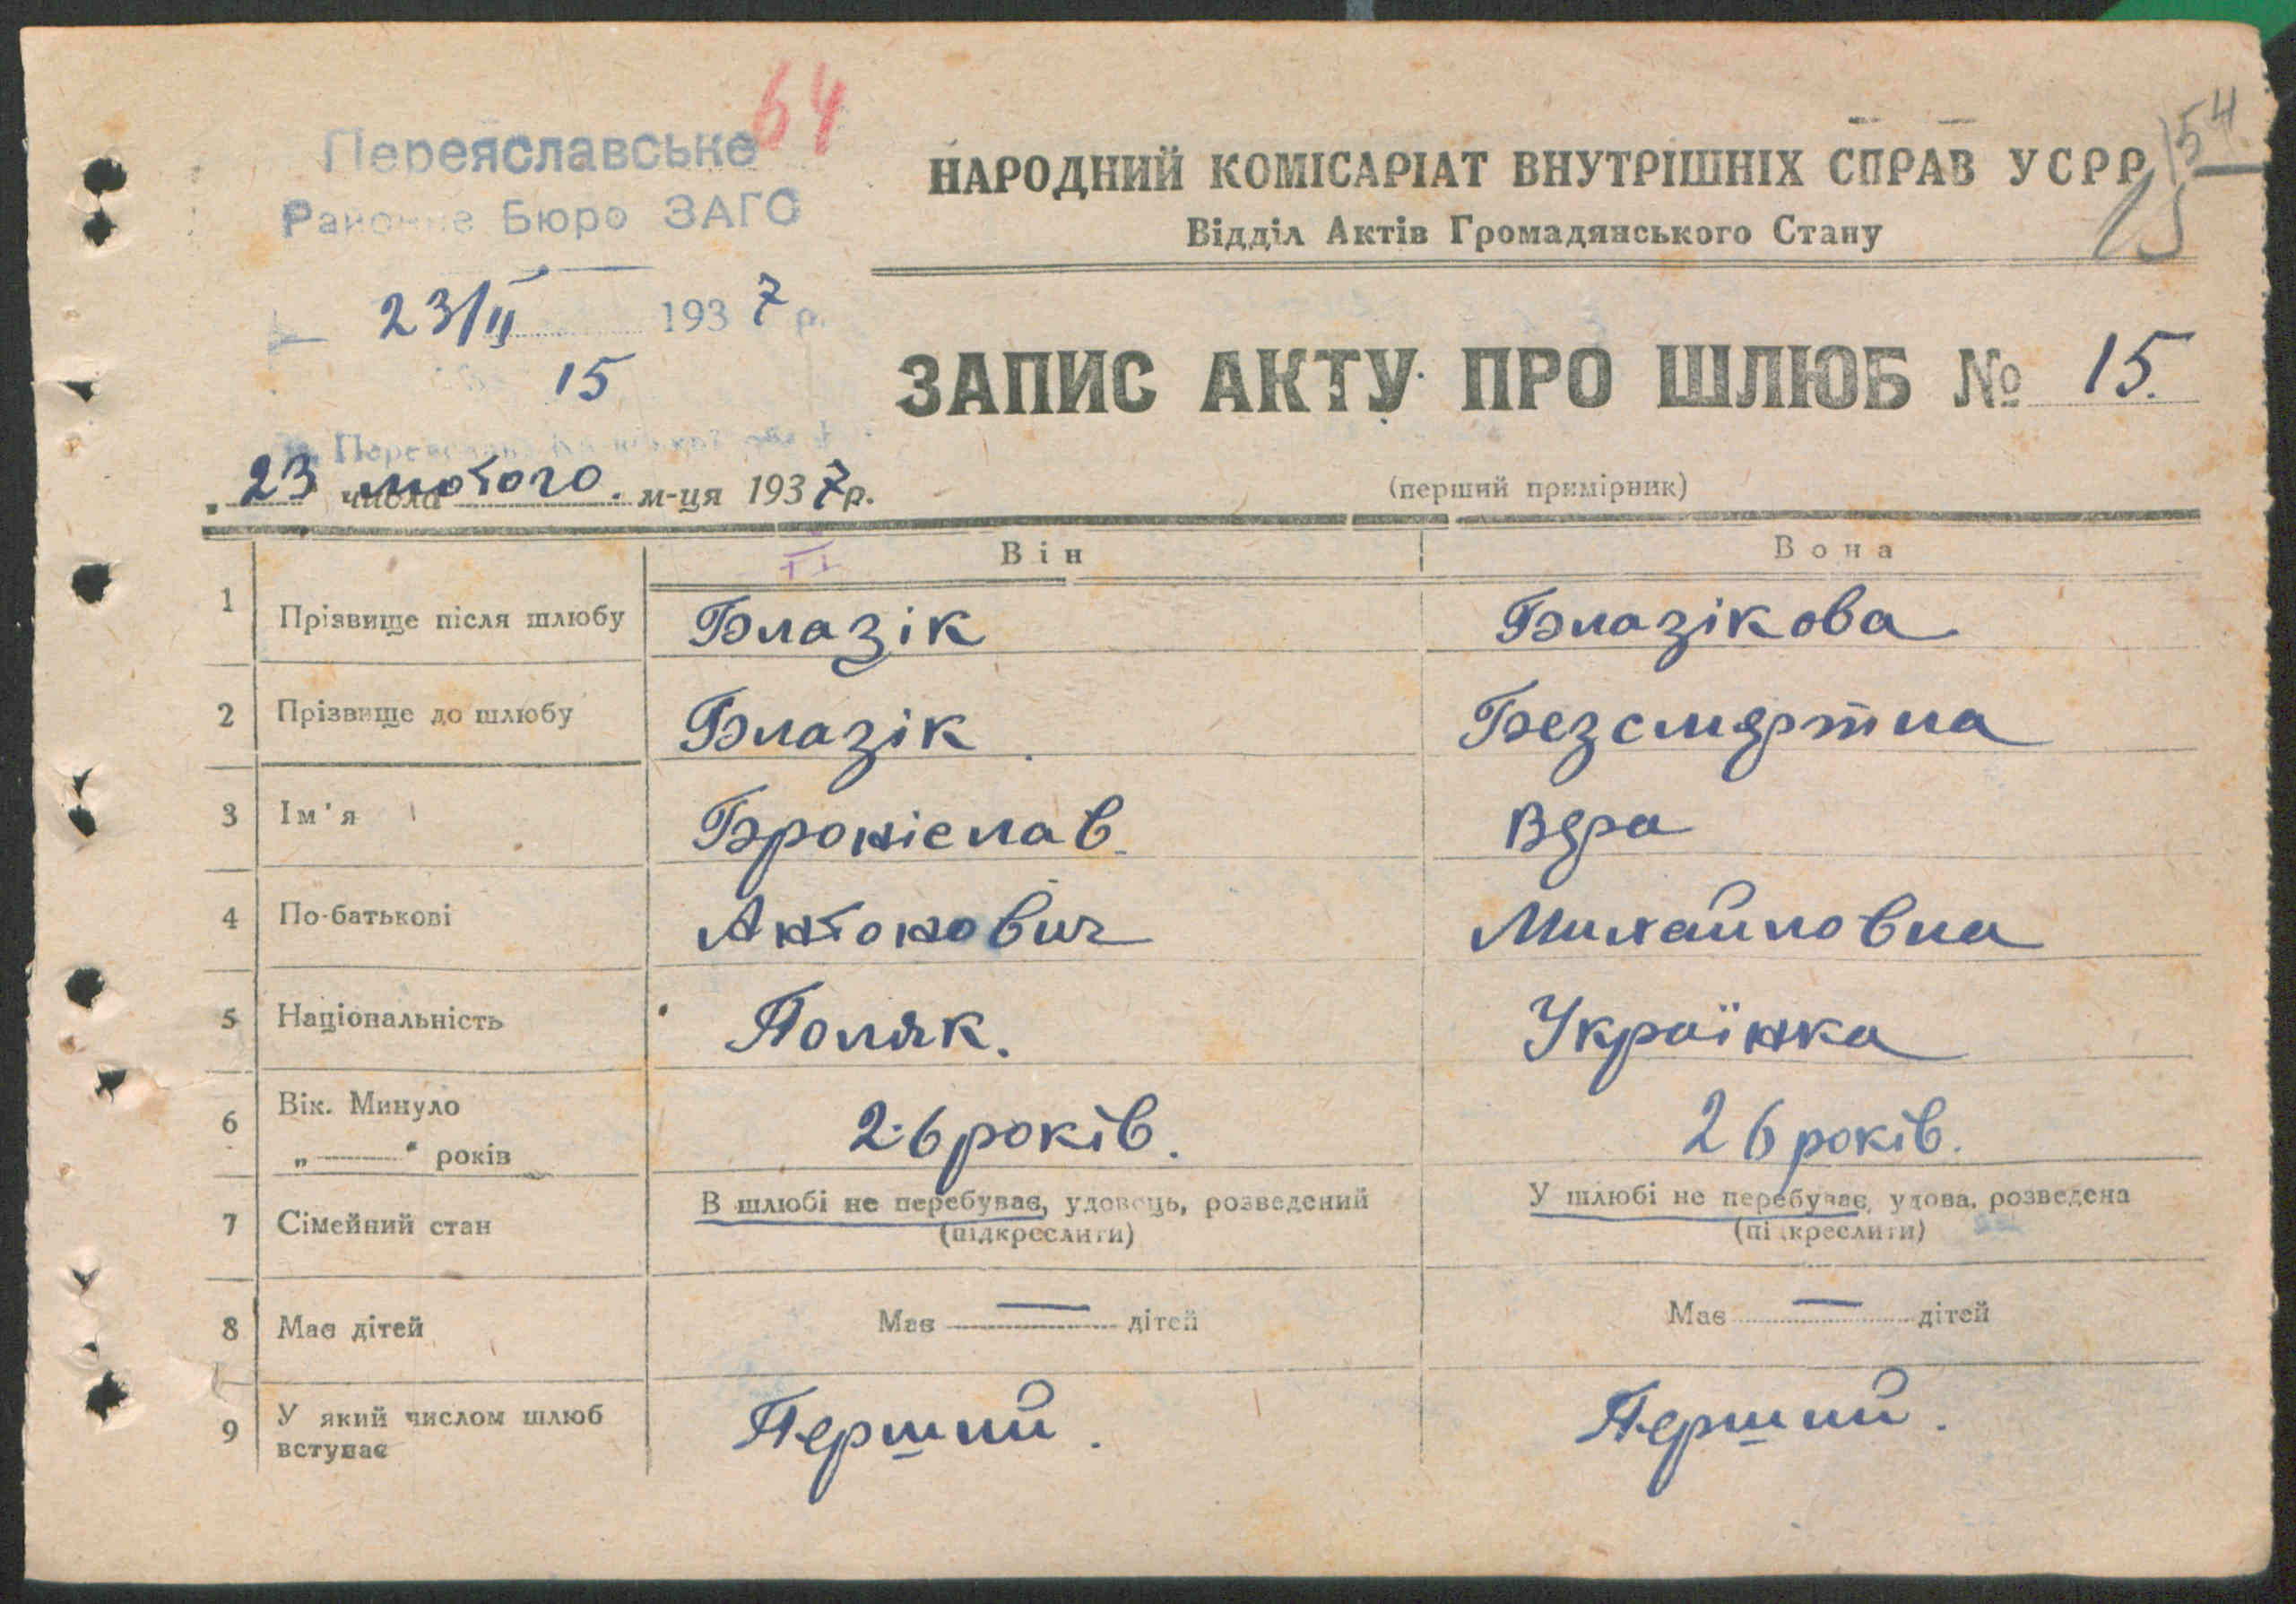 64
Переяславське
Районне Бюро ЗАГС
23/II 1937 р.
15
23 числа лютого м-ця 1937 р.
НАРОДНИЙ КОМІСАРІАТ ВНУТРІШНІХ СПРАВ УСРР
154
15
Відділ Актів Громадянського Стану
ЗАПИС АКТУ ПРО ШЛЮБ № 15.
(перший примірник)
Він Вона
1 Прізвище після шлюбу Блазік Блазікова
2 Прізвище до шлюбу Блазік Безсмертна
3 Ім'я Броніслав Вера
4 По-батькові Антонович Михайловна
5 Національність Поляк. Українка
6 Вік. Минуло
„ “ років 26 років. 26 років.
7 Сімейний стан В шлюбі не перебуває, удовець, розведений У шлюбі не перебуває, удова, розведена
(підкреслити) (підкреслити)
8 Має дітей Має — дітей Має — дітей
9 У який числом шлюб
вступає Перший. Перший.